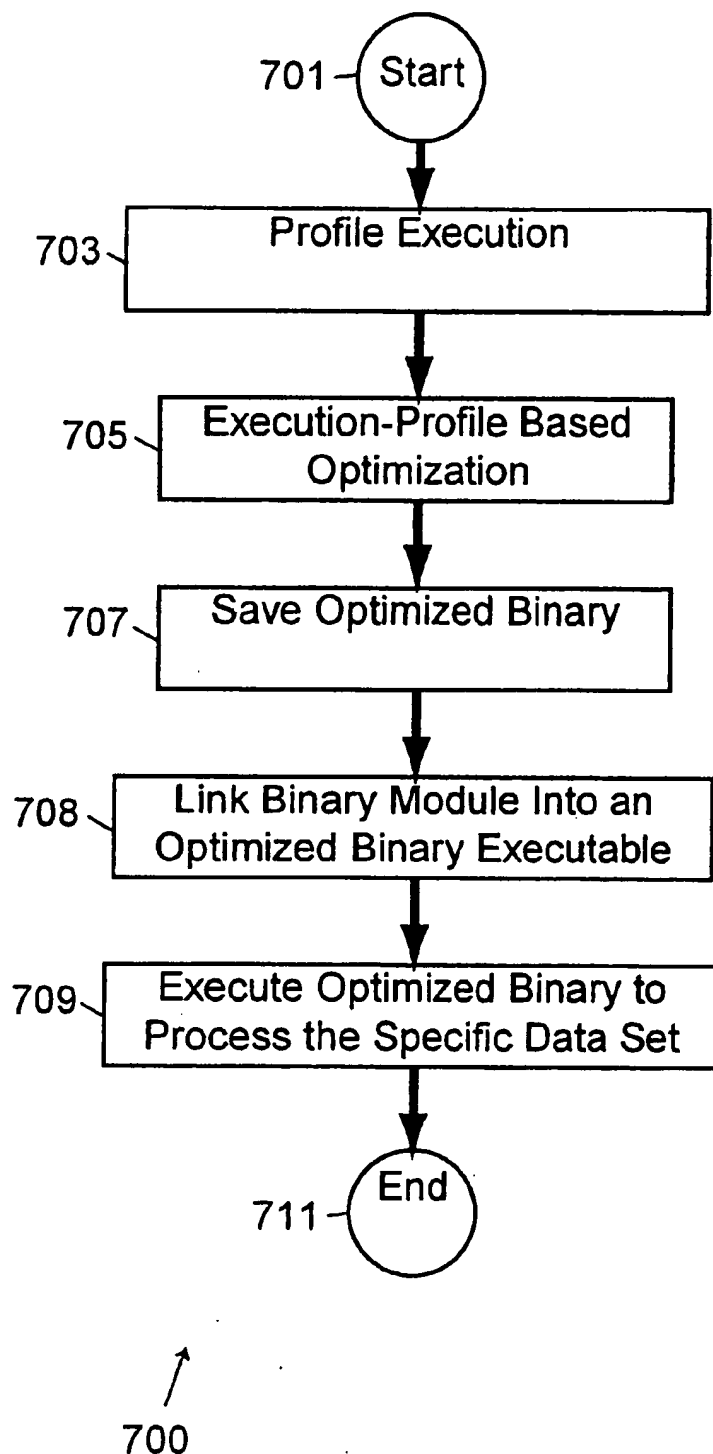 701
Start
703
Profile Execution
705
Execution-Profile Based
Optimization
707
Save Optimized Binary
708
Link Binary Module Into an
Optimized Binary Executable
709
Execute Optimized Binary to
Process the Specific Data Set
711
End
700